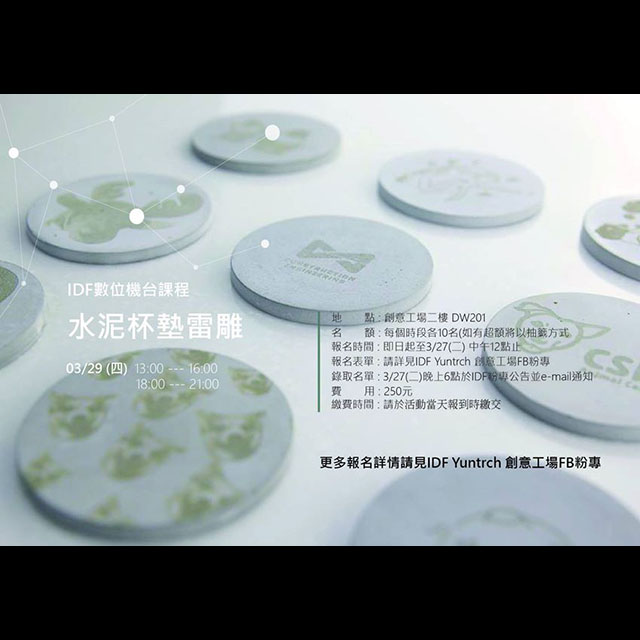 IDF數位機台課程
水泥杯墊雷雕
03/29 (四) 13:00 --- 16:00
18:00 --- 21:00
地 點 : 創意工場二樓 DW201
名 額 : 每個時段各10名(如有超額將以抽籤方式
報名時間 : 即日起至3/27(二) 中午12點止
報名表單 : 請詳見IDF Yuntrch 創意工場FB粉專
錄取名單 : 3/27(二)晚上6點於IDF粉專公告並e-mail通知
費 用 : 250元
繳費時間 : 請於活動當天報到時繳交
更多報名詳情請見IDF Yuntrch 創意工場FB粉專
CONSTRUCTION
ENGINEERING